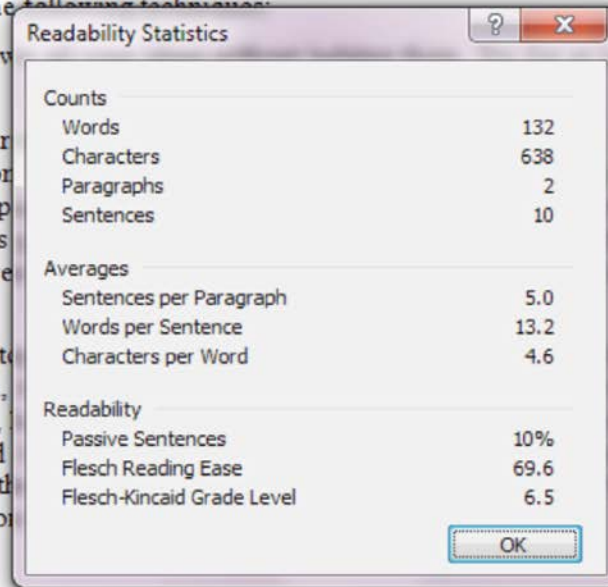 e following techniques:
Readability Statistics
?
Counts
Words 132
Characters 638
Paragraphs 2
Sentences 10
Averages
Sentences per Paragraph 5.0
Words per Sentence 13.2
Characters per Word 4.6
Readability
Passive Sentences 10%
Flesch Reading Ease 69.6
Flesch-Kincaid Grade Level 6.5
OK